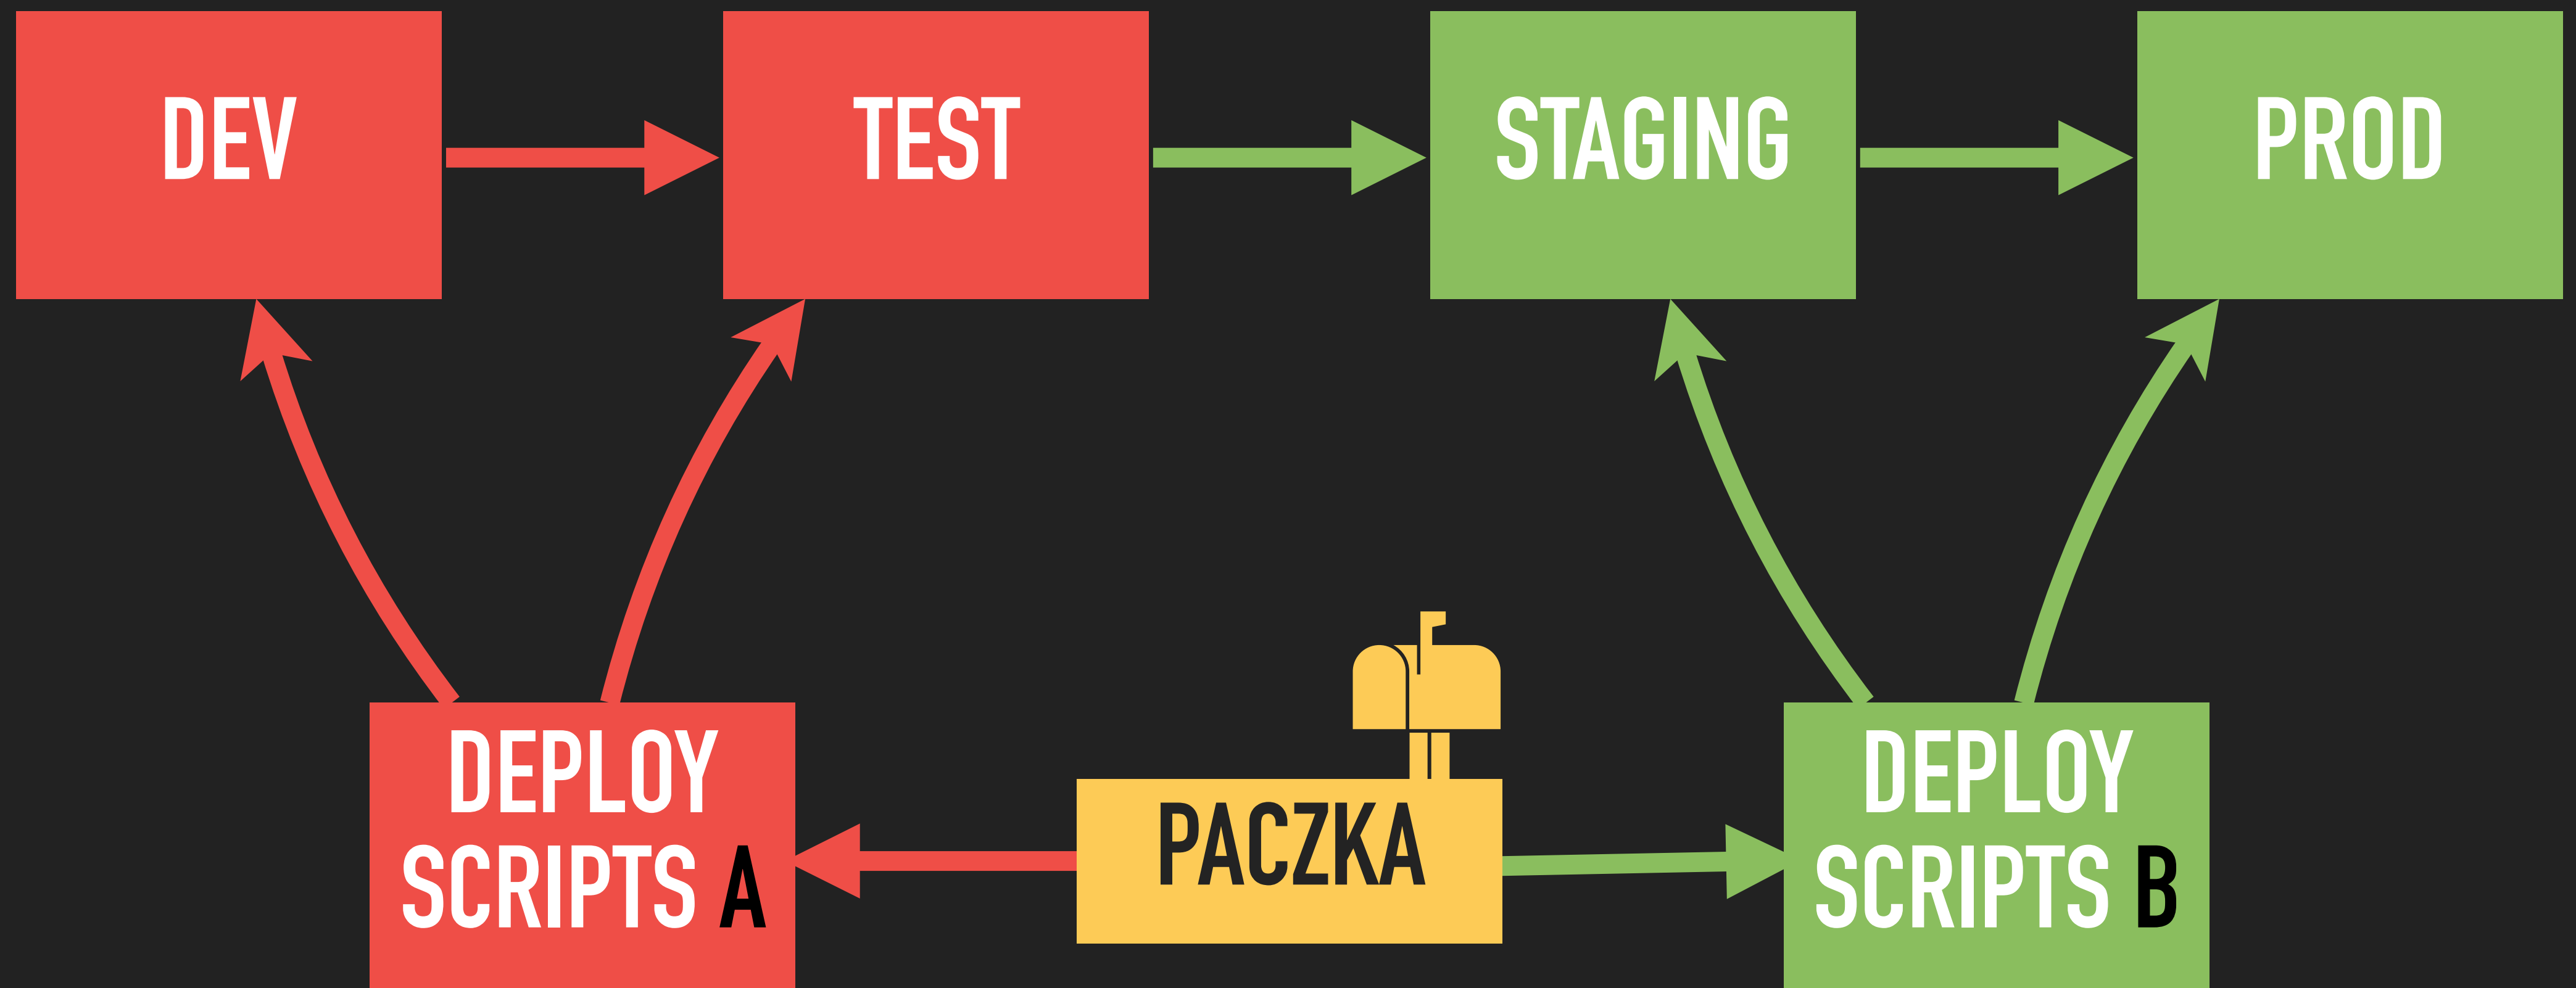 DEV
TEST
STAGING
PROD
DEPLOY
SCRIPTS A
PACZKA
DEPLOY
SCRIPTS B